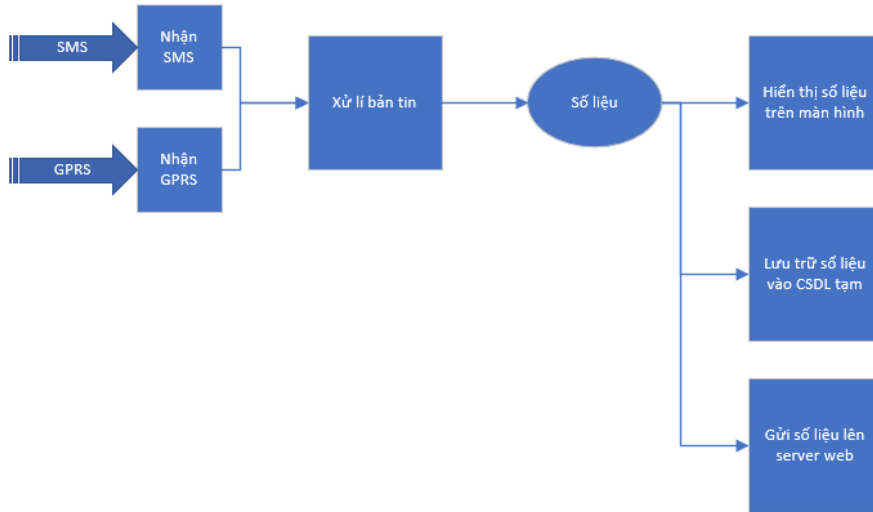 SMS
Nhận
SMS
GPRS
Nhận
GPRS
Xử lí bản tin
Số liệu
Hiển thị số liệu
trên màn hình
Lưu trữ số liệu
vào CSDL tạm
Gửi số liệu lên
server web